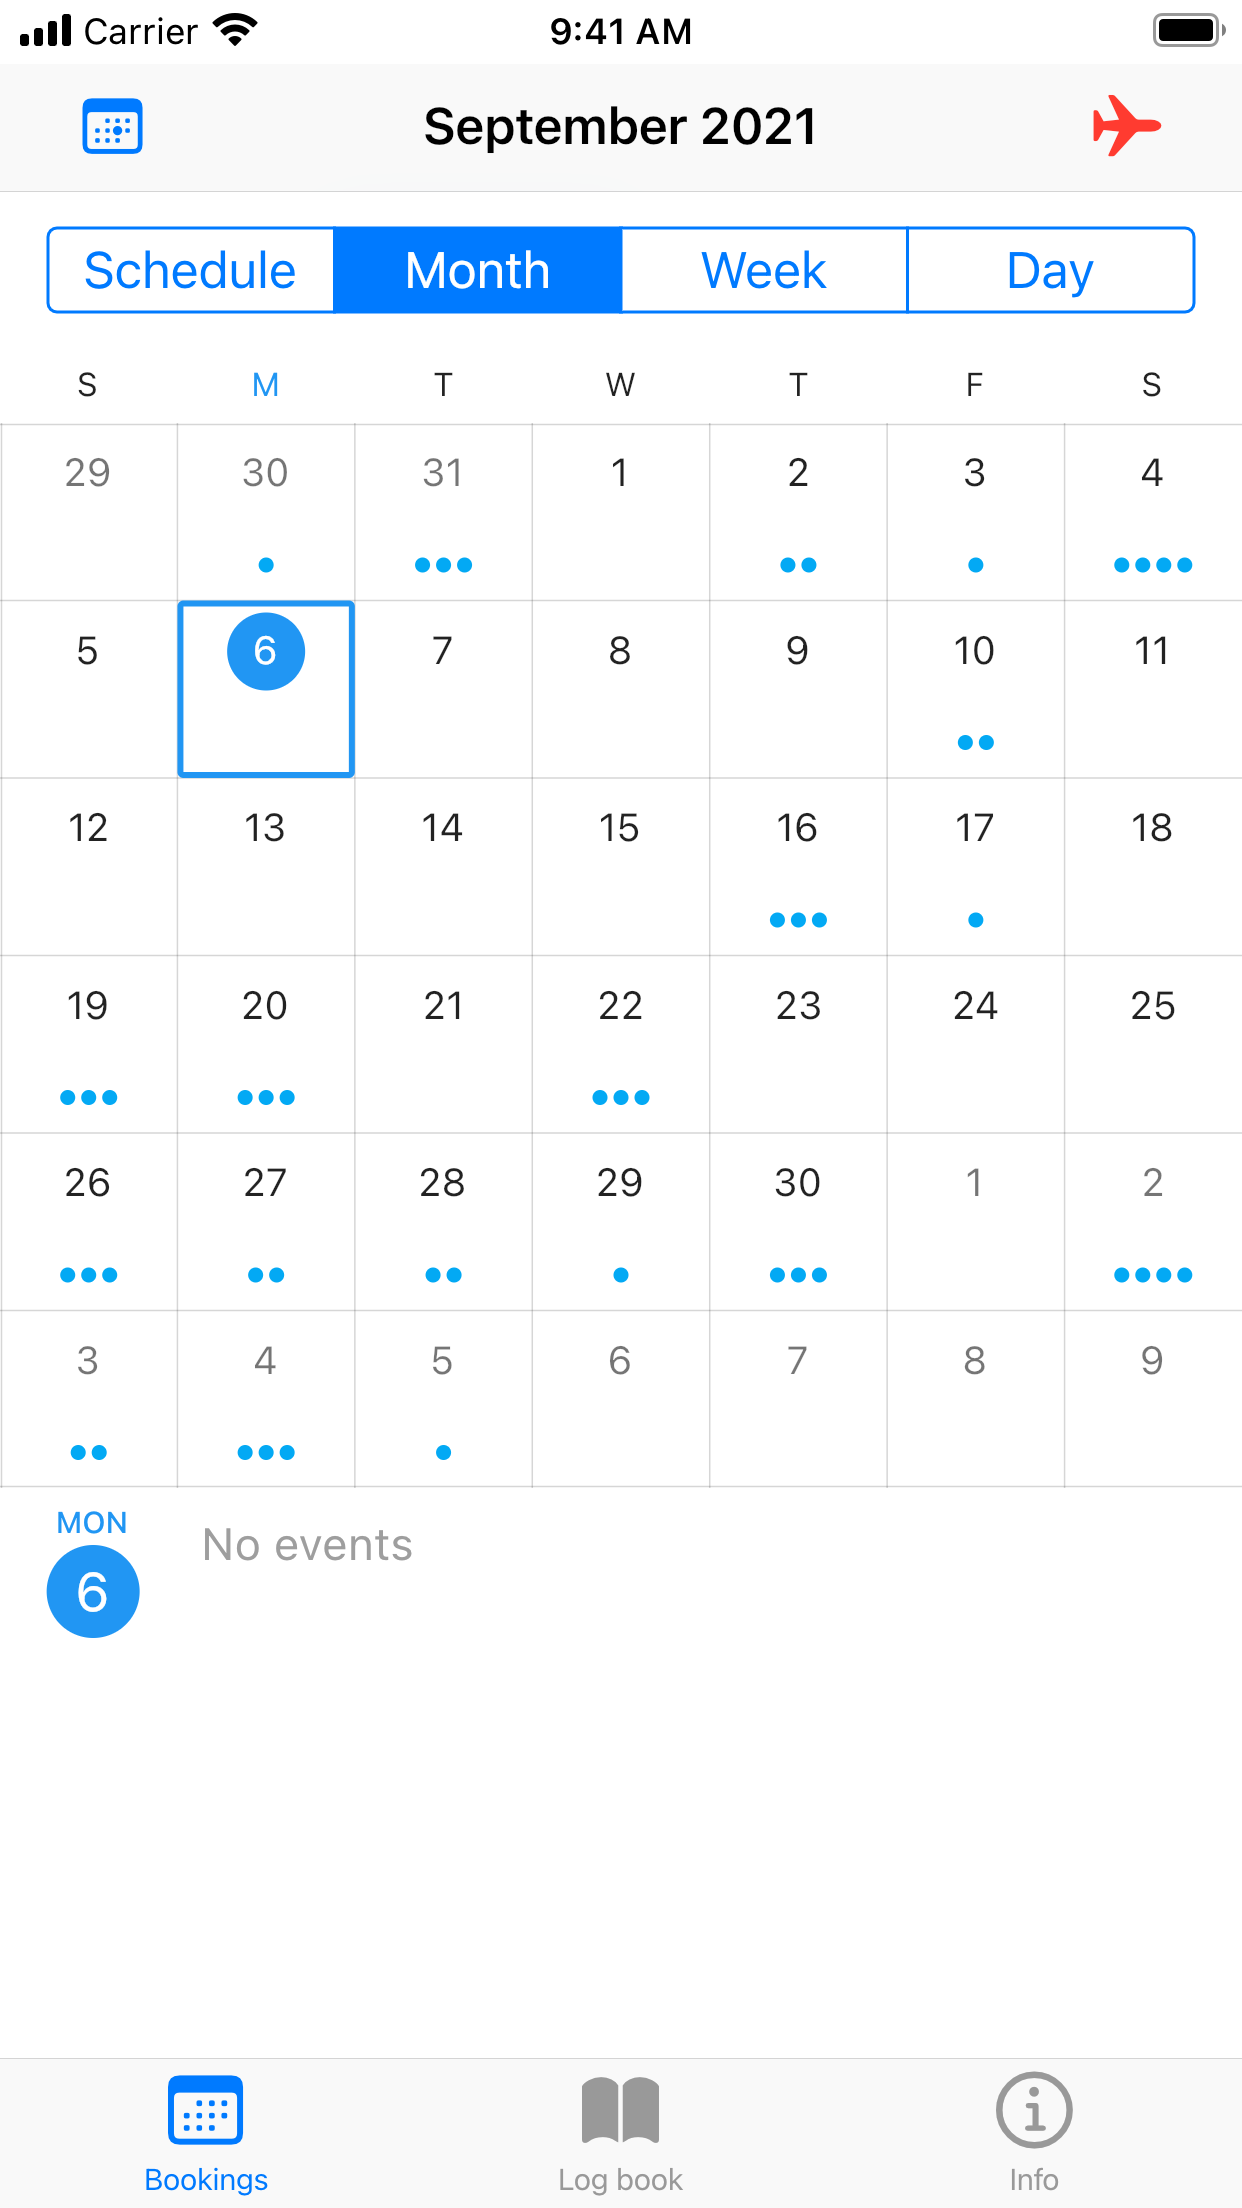 Carrier 9:41 AM
September 2021
Schedule Month Week Day
S M T W T F S
29 30 31 1 2 3 4
5 6 7 8 9 10 11
12 13 14 15 16 17 18
19 20 21 22 23 24 25
26 27 28 29 30 1 2
3 4 5 6 7 8 9
MON
No events
6
Bookings Log book Info